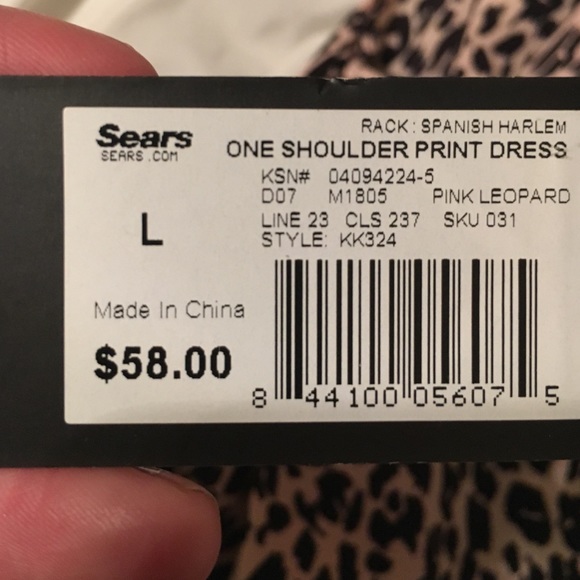 RACK: SPANISH HARLEM
Sears
SEARS.COM
ONE SHOULDER PRINT DRESS
KSN# 04094224-5
D07 M1805 PINK LEOPARD
L
LINE 23 CLS 237 SKU 031
STYLE: KK324
Made In China
$58.00
8 44100 05607 5